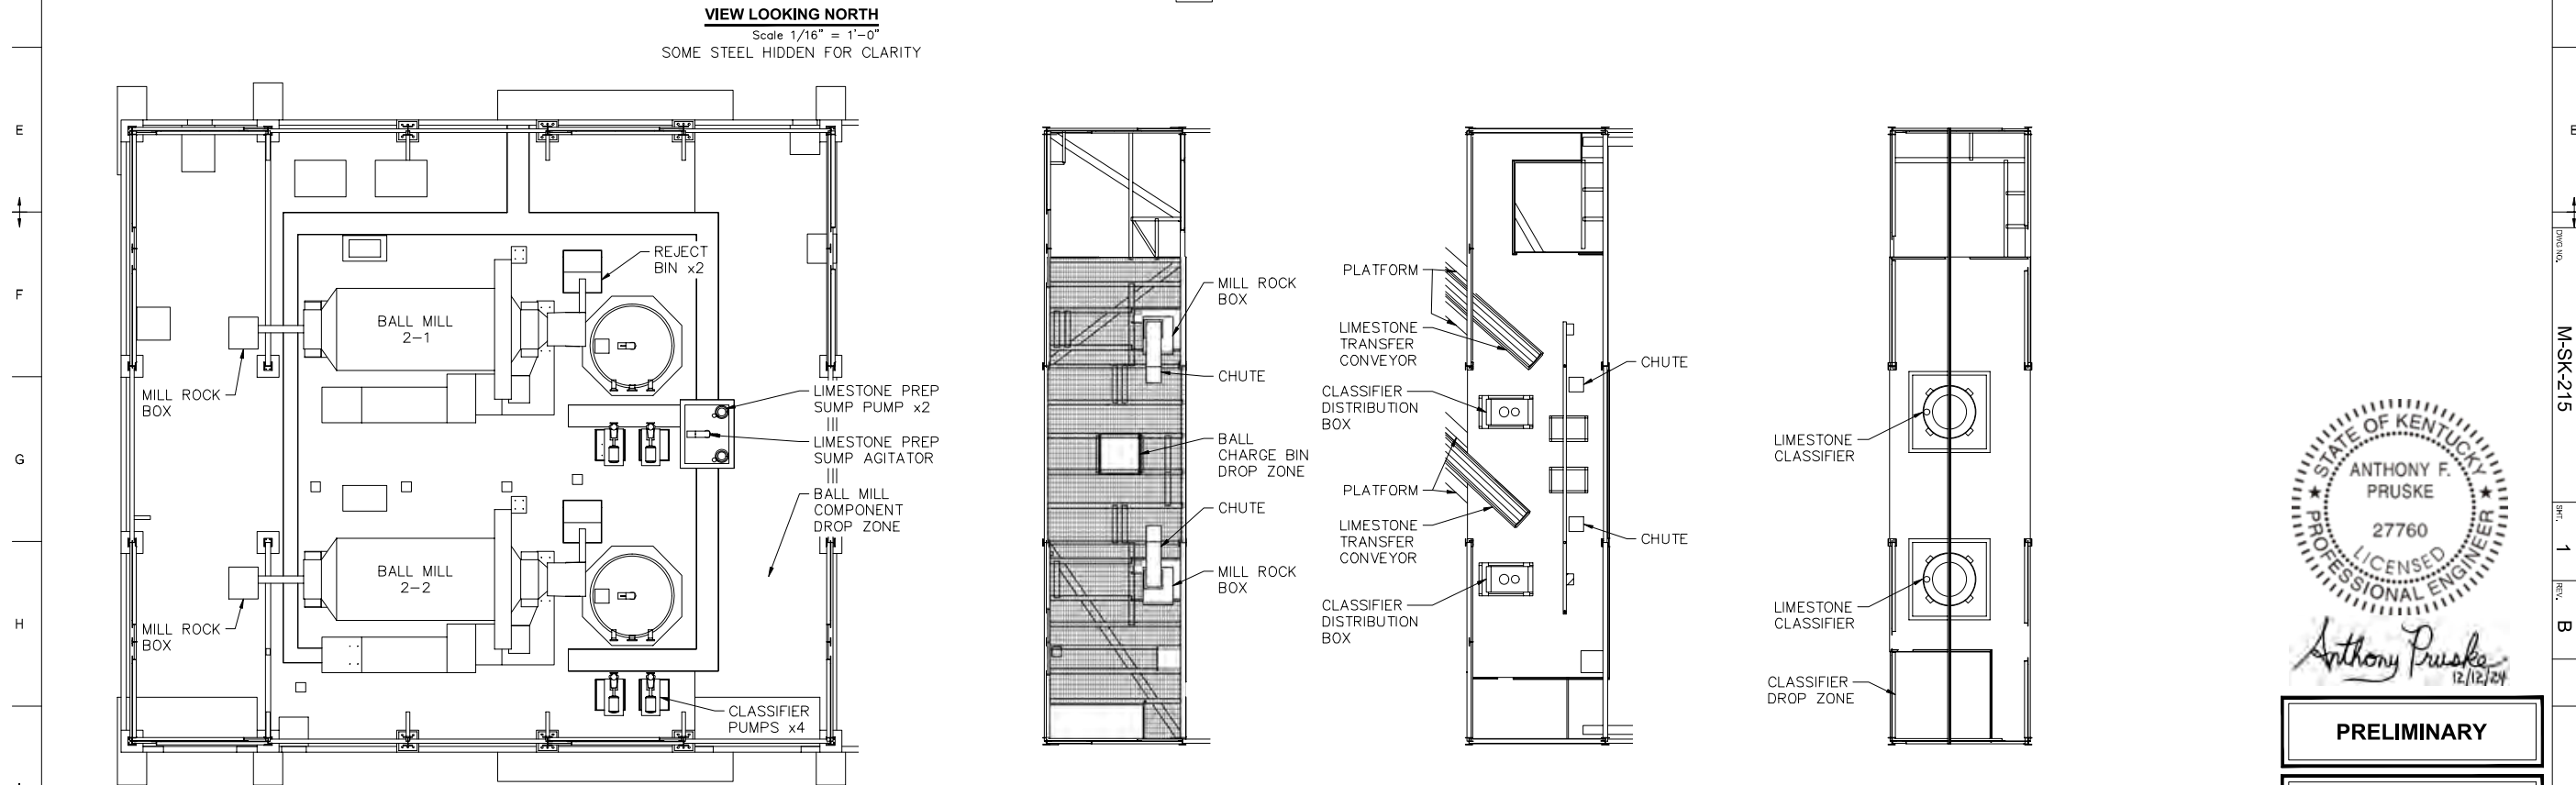 VIEW LOOKING NORTH
Scale 1/16" = 1'-0"
SOME STEEL HIDDEN FOR CLARITY
E
F
G
H
REJECT
BIN x2
BALL MILL
2-1
MILL ROCK
BOX
LIMESTONE PREP
SUMP PUMP x2
LIMESTONE PREP
SUMP AGITATOR
BALL MILL
COMPONENT
DROP ZONE
BALL MILL
2-2
MILL ROCK
BOX
CLASSIFIER
PUMPS x4
MILL ROCK
BOX
CHUTE
BALL
CHARGE BIN
DROP ZONE
CHUTE
MILL ROCK
BOX
PLATFORM
LIMESTONE
TRANSFER
CONVEYOR
CLASSIFIER
DISTRIBUTION
BOX
PLATFORM
LIMESTONE
TRANSFER
CONVEYOR
CLASSIFIER
DISTRIBUTION
BOX
CHUTE
CHUTE
LIMESTONE
CLASSIFIER
LIMESTONE
CLASSIFIER
CLASSIFIER
DROP ZONE
STATE OF KENTUCKY
ANTHONY F.
PRUSKE
27760
LICENSED
PROFESSIONAL ENGINEER
Anthony Pruske
12/12/24
PRELIMINARY
E
DWG NO.
M-SK-215
SHT.
1
REV.
B